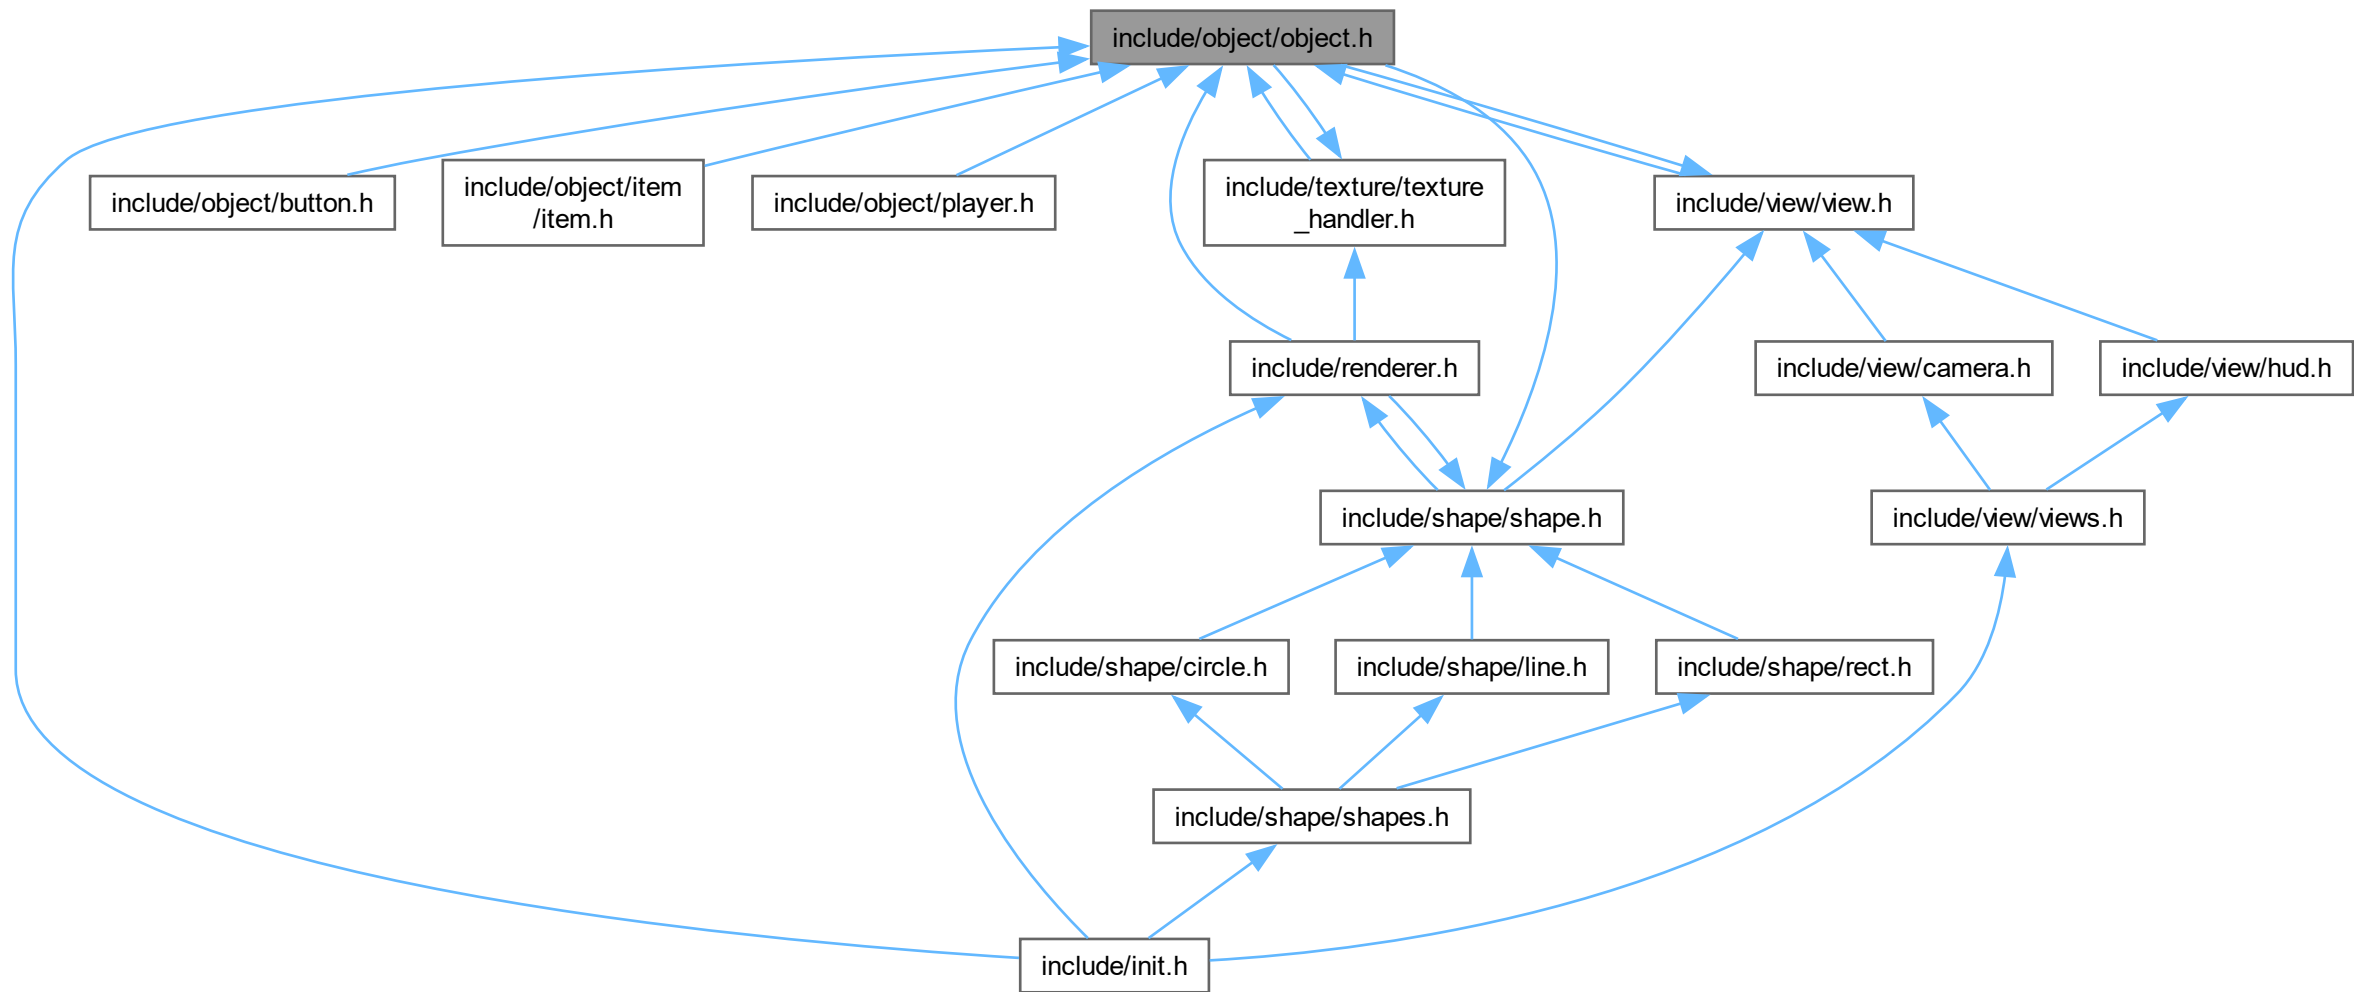 include/object/object.h
include/object/button.h
include/object/item
/item.h
include/object/player.h
include/texture/texture
_handler.h
include/view/view.h
include/renderer.h
include/view/camera.h
include/view/hud.h
include/shape/shape.h
include/view/views.h
include/shape/circle.h
include/shape/line.h
include/shape/rect.h
include/shape/shapes.h
include/init.h